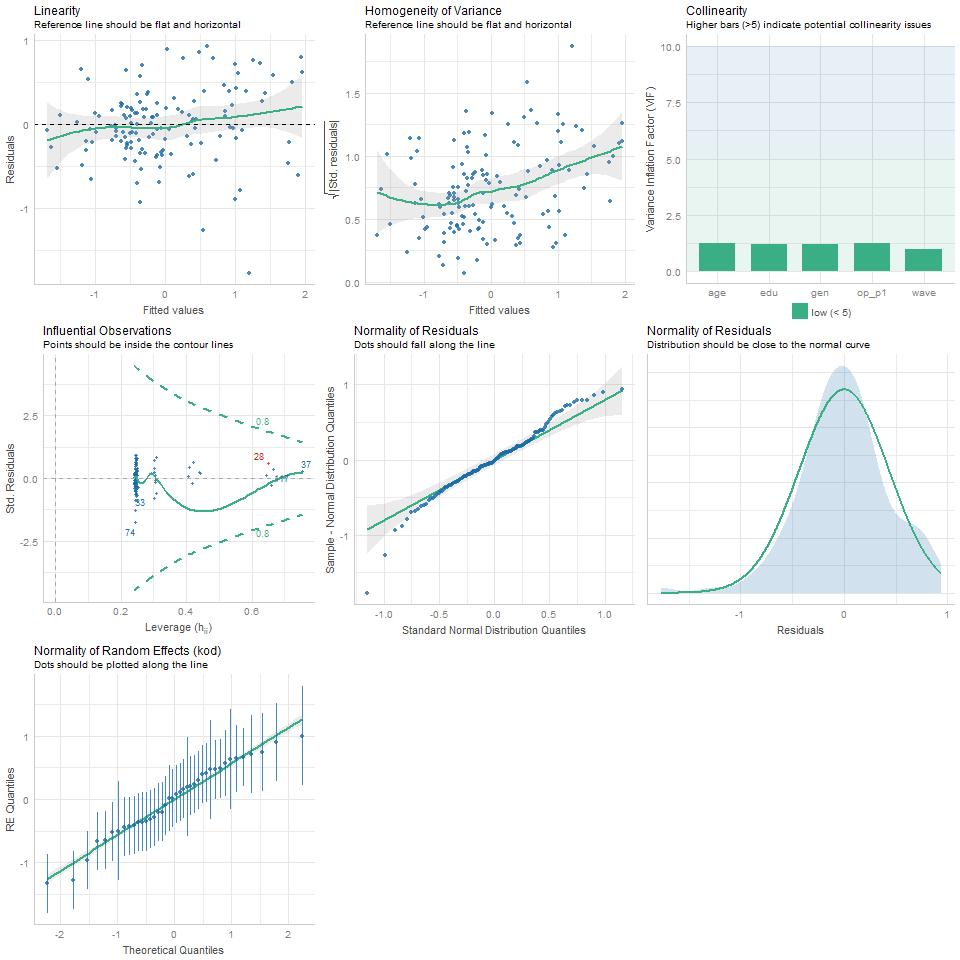 Linearity
Reference line should be flat and horizontal
1
0
-1
Residuals
-1
0
1
2
Fitted values
Homogeneity of Variance
Reference line should be flat and horizontal
1.5
1.0
0.5
0.0
√|Std. residuals|
-1
0
1
2
Fitted values
Collinearity
Higher bars (>5) indicate potential collinearity issues
10.0
7.5
5.0
2.5
0.0
Variance Inflation Factor (VIF)
age edu gen op_p1 wave
low (< 5)
Influential Observations
Points should be inside the contour lines
2.5
0.0
-2.5
Std. Residuals
0.8
28
37
33
74
0.8
0.0 0.2 0.4 0.6
Leverage (hii)
Normality of Residuals
Dots should fall along the line
1
0
-1
Sample - Normal Distribution Quantiles
-1.0 -0.5 0.0 0.5 1.0
Standard Normal Distribution Quantiles
Normality of Residuals
Distribution should be close to the normal curve
-1 0 1
Residuals
Normality of Random Effects (kod)
Dots should be plotted along the line
1
0
-1
RE Quantiles
-2 -1 0 1 2
Theoretical Quantiles